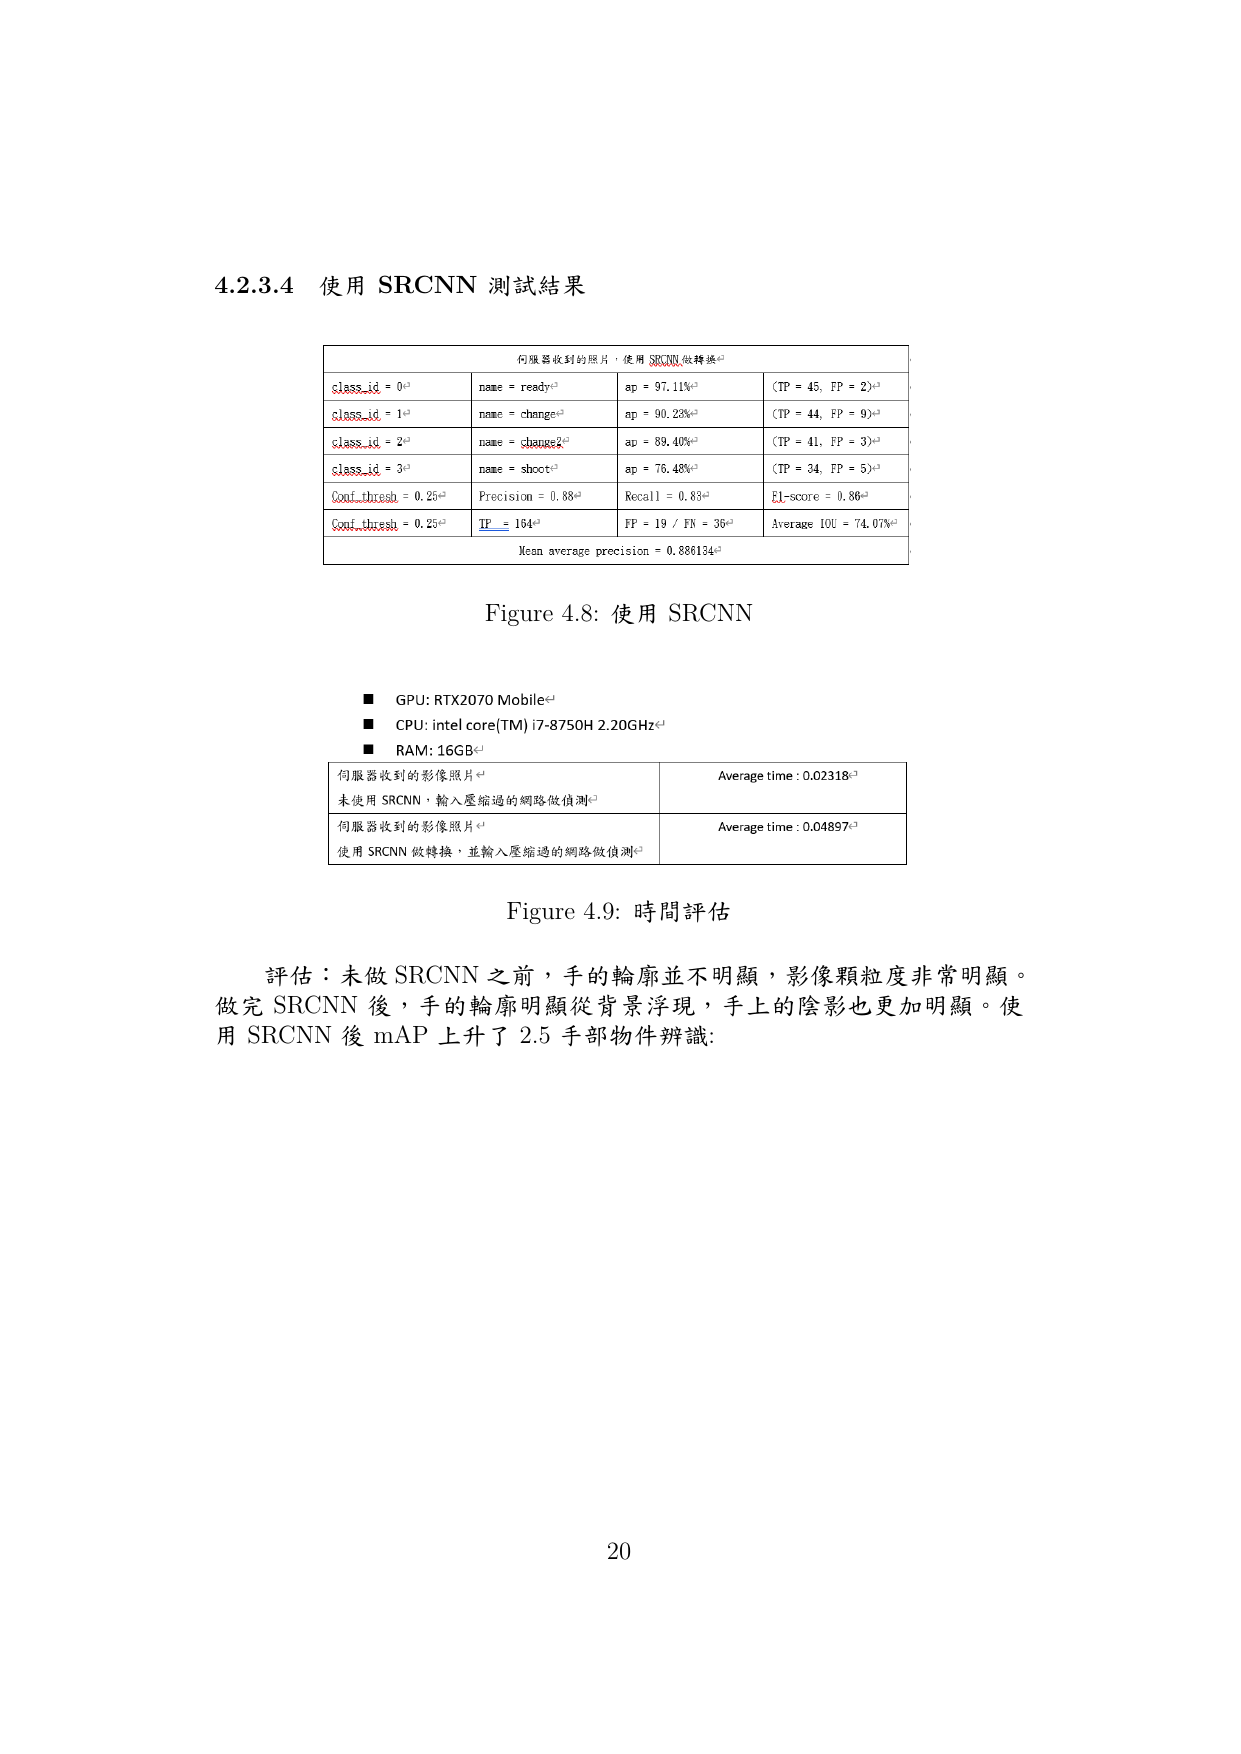 4.2.3.4 使用 SRCNN 測試結果
伺服器收到的照片，使用 SRCNN 做轉換
class_id = 0 name = ready ap = 97.11% (TP = 45, FP = 2)
class_id = 1 name = change ap = 90.23% (TP = 44, FP = 9)
class_id = 2 name = change2 ap = 89.40% (TP = 41, FP = 3)
class_id = 3 name = shoot ap = 76.48% (TP = 34, FP = 5)
Conf_thresh = 0.25 Precision = 0.88 Recall = 0.83 F1-score = 0.86
Conf_thresh = 0.25 TP = 164 FP = 19 / FN = 36 Average IOU = 74.07%
Mean average precision = 0.886134
Figure 4.8: 使用 SRCNN
■ GPU: RTX2070 Mobile
■ CPU: intel core(TM) i7-8750H 2.20GHz
■ RAM: 16GB
伺服器收到的影像照片 Average time : 0.02318
未使用 SRCNN，輸入壓縮過的網路做偵測
伺服器收到的影像照片 Average time : 0.04897
使用 SRCNN 做轉換，並輸入壓縮過的網路做偵測
Figure 4.9: 時間評估
評估：未做 SRCNN 之前，手的輪廓並不明顯，影像顆粒度非常明顯。
做完 SRCNN 後，手的輪廓明顯從背景浮現，手上的陰影也更加明顯。使
用 SRCNN 後 mAP 上升了 2.5 手部物件辨識:
20